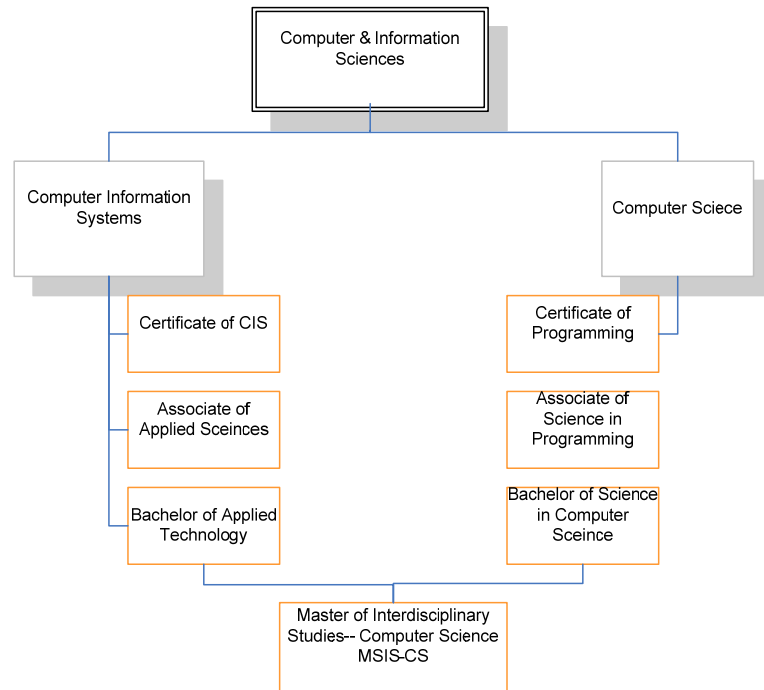 Computer & Information
Sciences
Computer Information
Systems
Computer Sciece
Certificate of CIS
Certificate of
Programming
Associate of
Applied Sceinces
Associate of
Science in
Programming
Bachelor of Applied
Technology
Bachelor of Science
in Computer
Sceince
Master of Interdisciplinary
Studies-- Computer Science
MSIS-CS